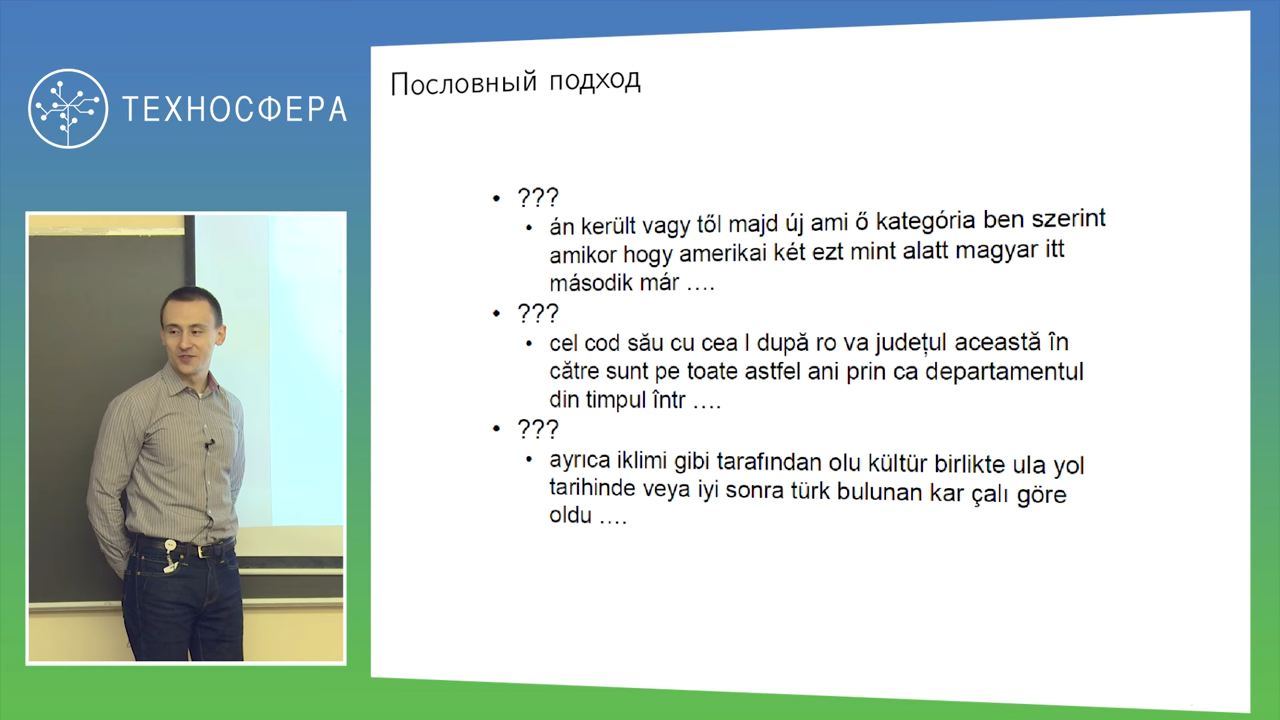 ТЕХНОСФЕРА
Пословный подход
• ???
• án került vagy től majd új ami ő kategória ben szerint
amikor hogy amerikai két ezt mint alatt magyar itt
második már ....
• ???
• cel cod său cu cea l după ro va județul această în
către sunt pe toate astfel ani prin ca departamentul
din timpul într ....
• ???
• ayrıca iklimi gibi tarafından olu kültür birlikte ula yol
tarihinde veya iyi sonra türk bulunan kar çalı göre
oldu ....